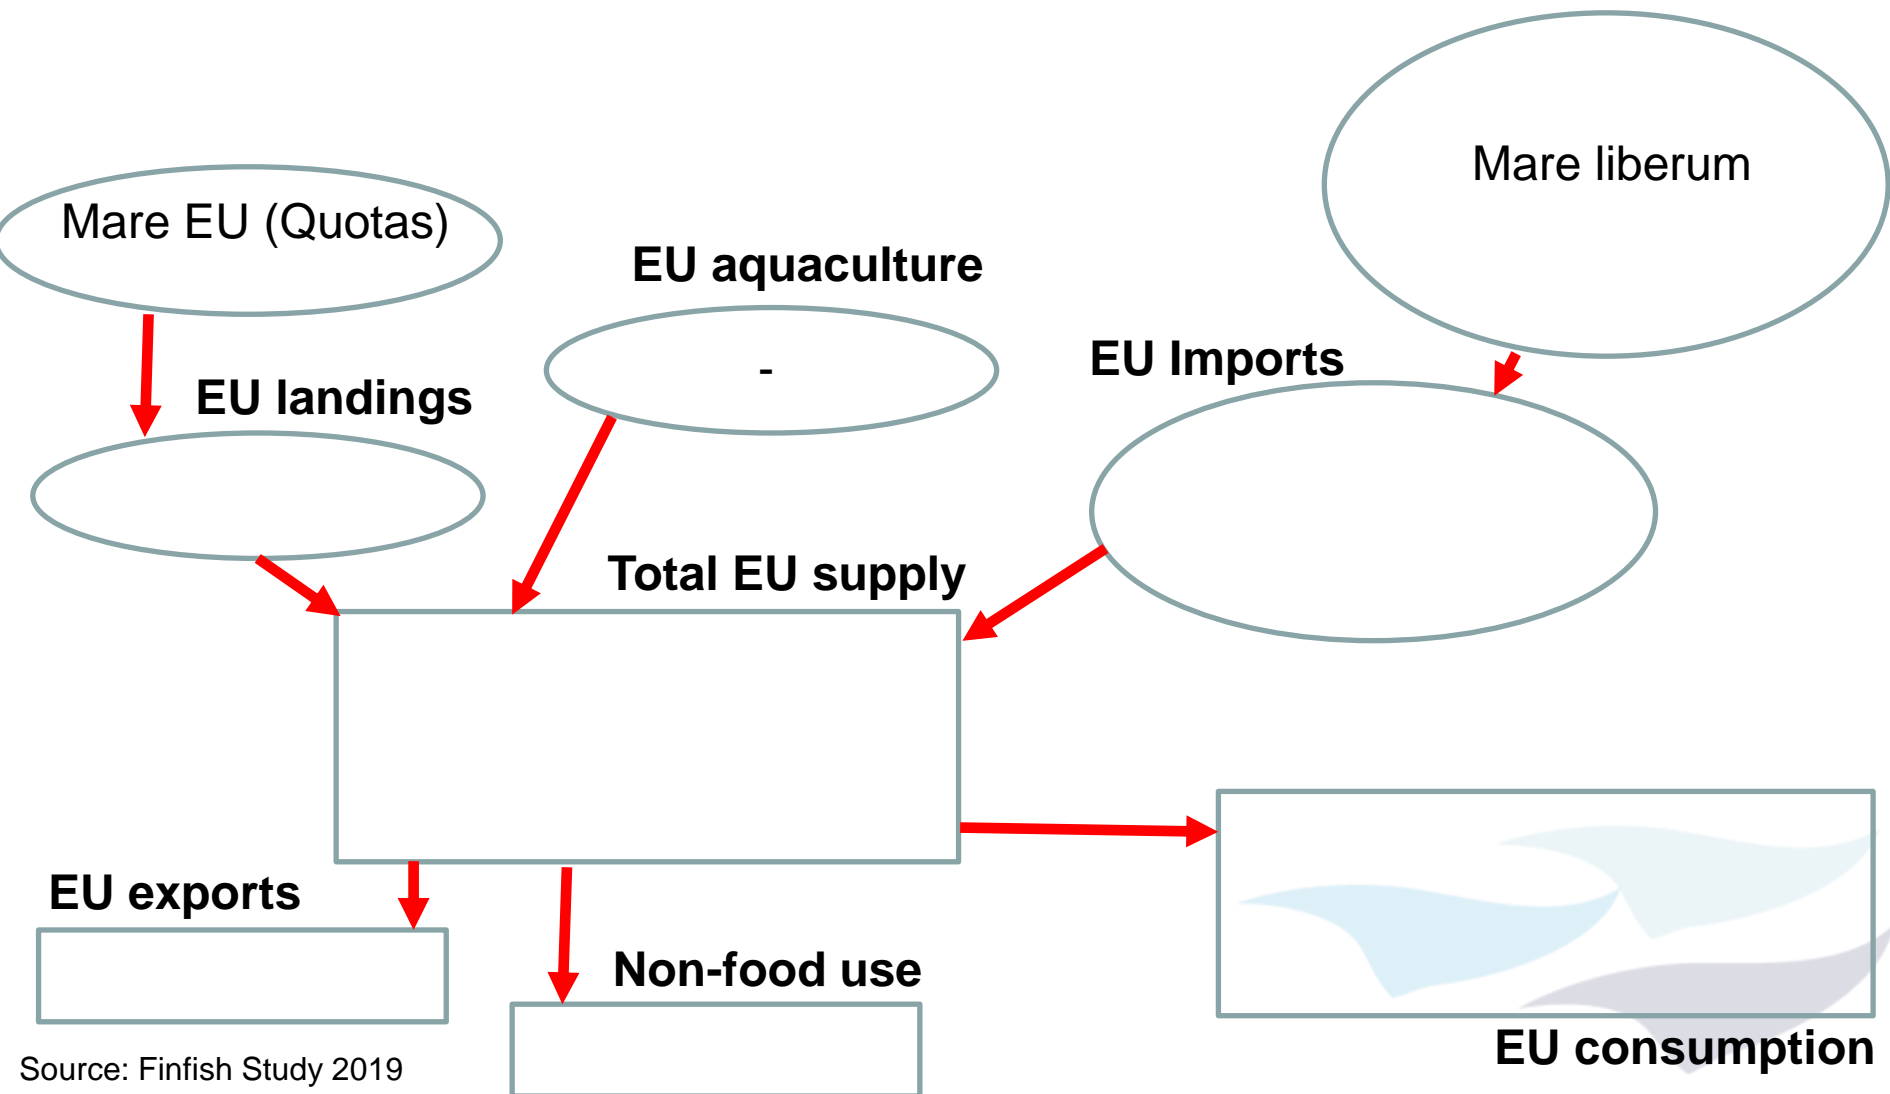 Mare liberum
Mare EU (Quotas)
EU aquaculture
-
EU Imports
EU landings
Total EU supply
EU exports
Non-food use
EU consumption
Source: Finfish Study 2019